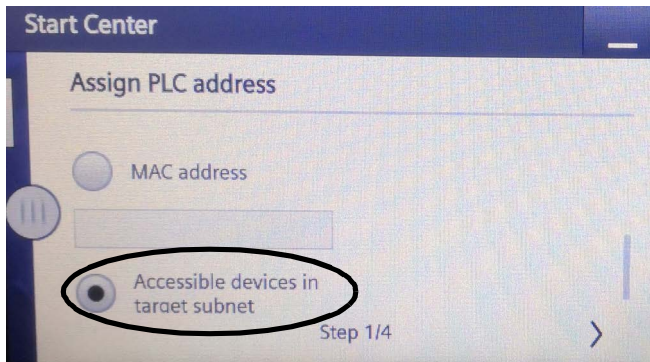 Start Center
Assign PLC address
MAC address
Accessible devices in
target subnet
Step 1/4